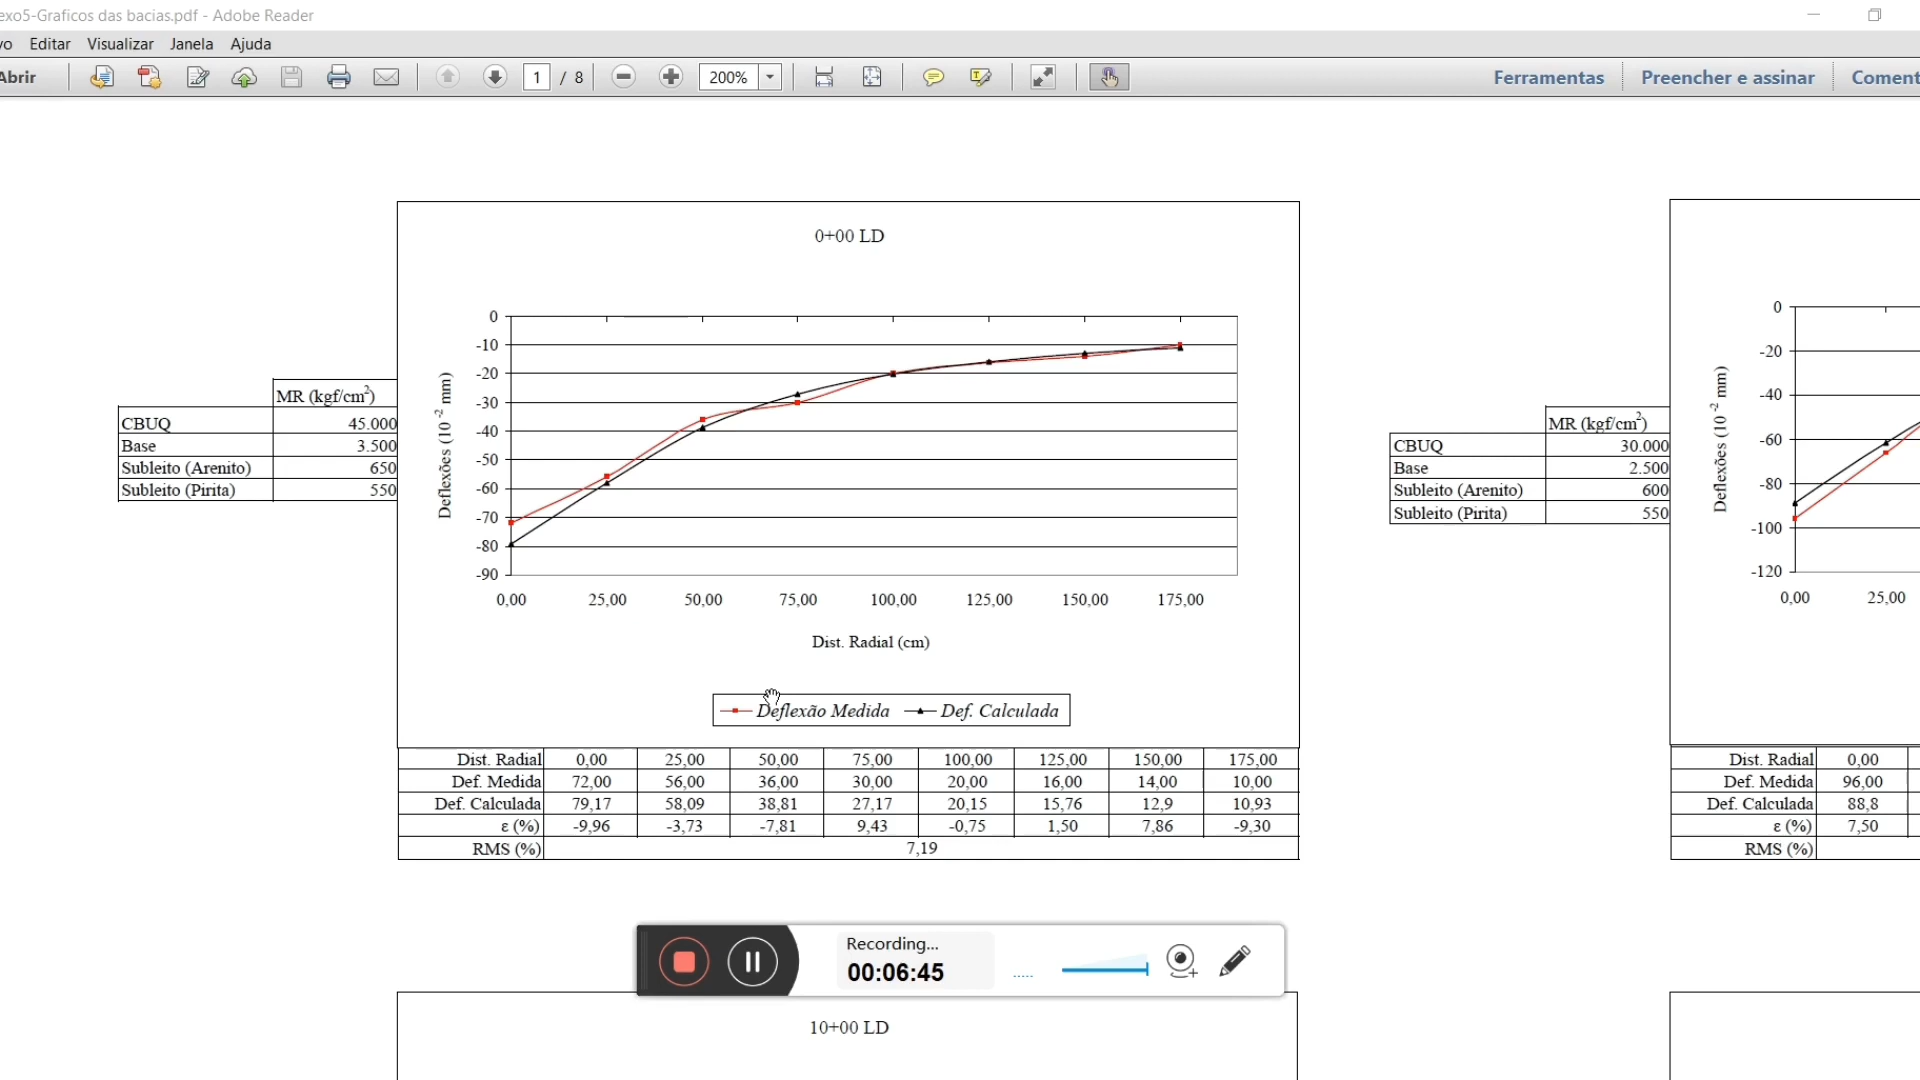 exo5-Graficos das bacias.pdf - Adobe Reader
vo Editar Visualizar Janela Ajuda
Abrir 1 / 8 200% Ferramentas Preencher e assinar Coment
0+00 LD
0
-10
-20
-30
-40
-50
-60
-70
-80
-90
Deflexões (10⁻² mm)
0,00 25,00 50,00 75,00 100,00 125,00 150,00 175,00
Dist. Radial (cm)
Deflexão Medida Def. Calculada
MR (kgf/cm²)
CBUQ 45.000
Base 3.500
Subleito (Arenito) 650
Subleito (Pirita) 550
Dist. Radial 0,00 25,00 50,00 75,00 100,00 125,00 150,00 175,00
Def. Medida 72,00 56,00 36,00 30,00 20,00 16,00 14,00 10,00
Def. Calculada 79,17 58,09 38,81 27,17 20,15 15,76 12,9 10,93
ε (%) -9,96 -3,73 -7,81 9,43 -0,75 1,50 7,86 -9,30
RMS (%) 7,19
MR (kgf/cm²)
CBUQ 30.000
Base 2.500
Subleito (Arenito) 600
Subleito (Pirita) 550
0
-20
-40
-60
-80
-100
-120
Deflexões (10⁻² mm)
0,00 25,00
Dist. Radial 0,00
Def. Medida 96,00
Def. Calculada 88,8
ε (%) 7,50
RMS (%)
Recording...
00:06:45
10+00 LD